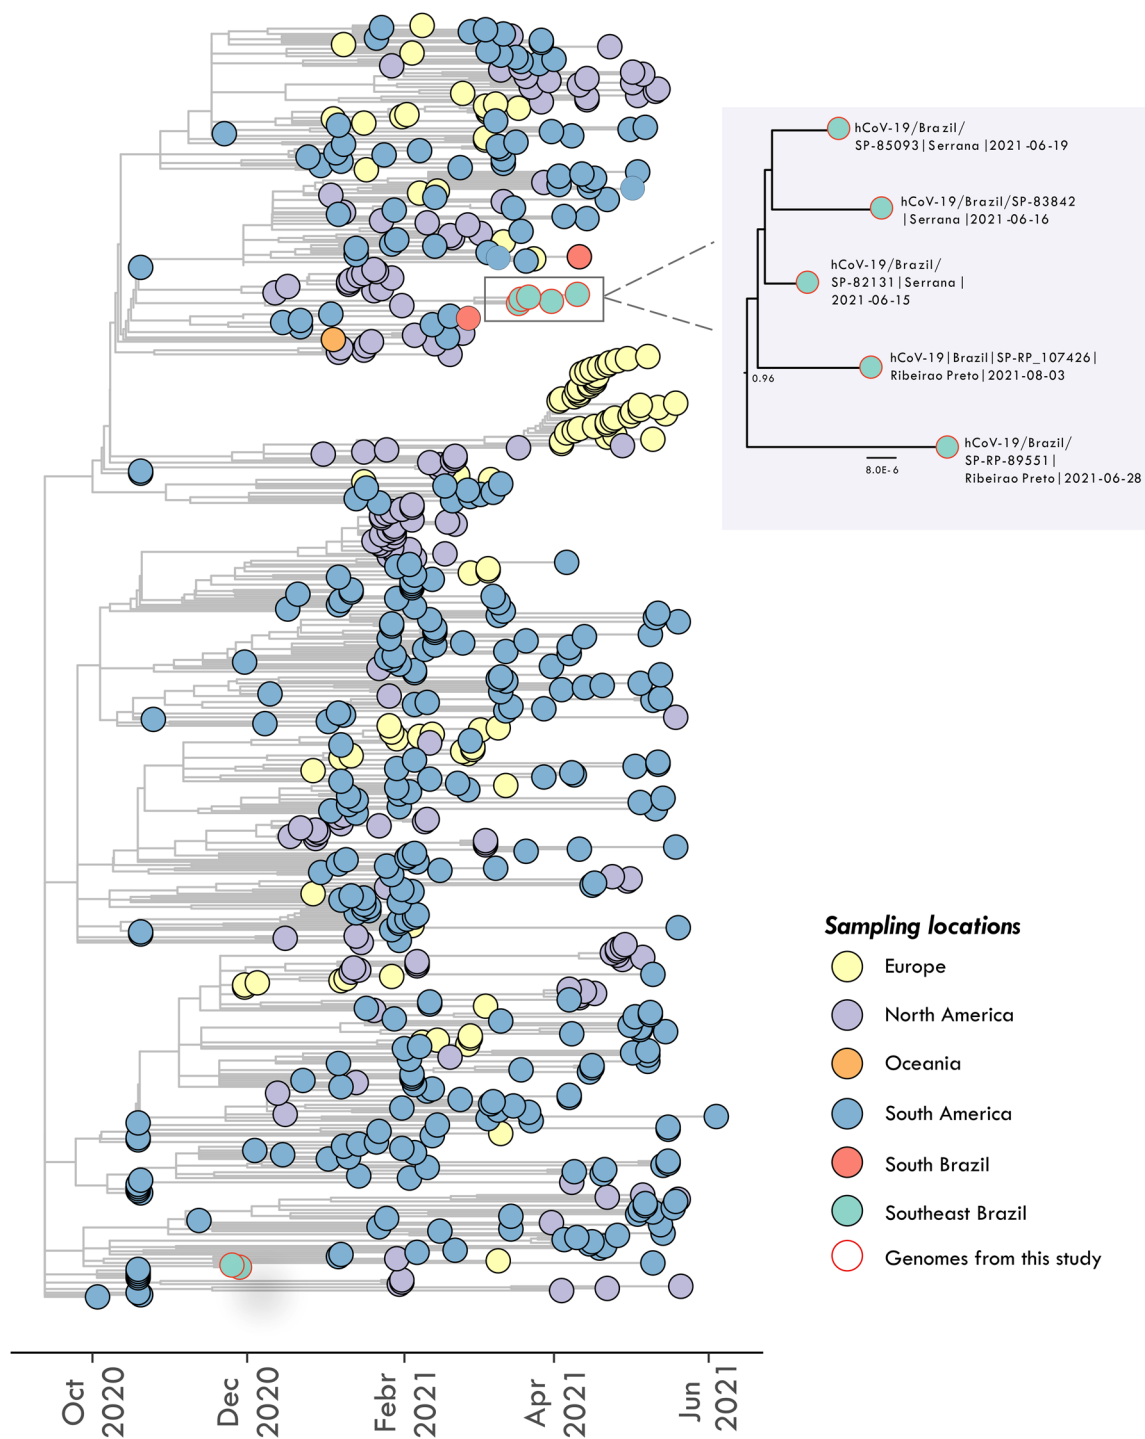 hCoV-19/Brazil/
SP-85093|Serrana|2021-06-19
hCoV-19/Brazil/SP-83842
|Serrana|2021-06-16
hCoV-19/Brazil/
SP-82131|Serrana|
2021-06-15
hCoV-19|Brazil|SP-RP_107426|
Ribeirao Preto|2021-08-03
0.96
hCoV-19/Brazil/
SP-RP-89551|
Ribeirao Preto|2021-06-28
8.0E-6
Sampling locations
Europe
North America
Oceania
South America
South Brazil
Southeast Brazil
Genomes from this study
Oct
2020
Dec
2020
Febr
2021
Apr
2021
Jun
2021